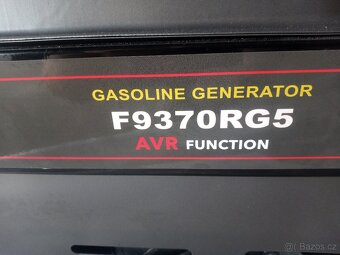 GASOLINE GENERATOR
F9370RG5
AVR FUNCTION
Bazos.cz